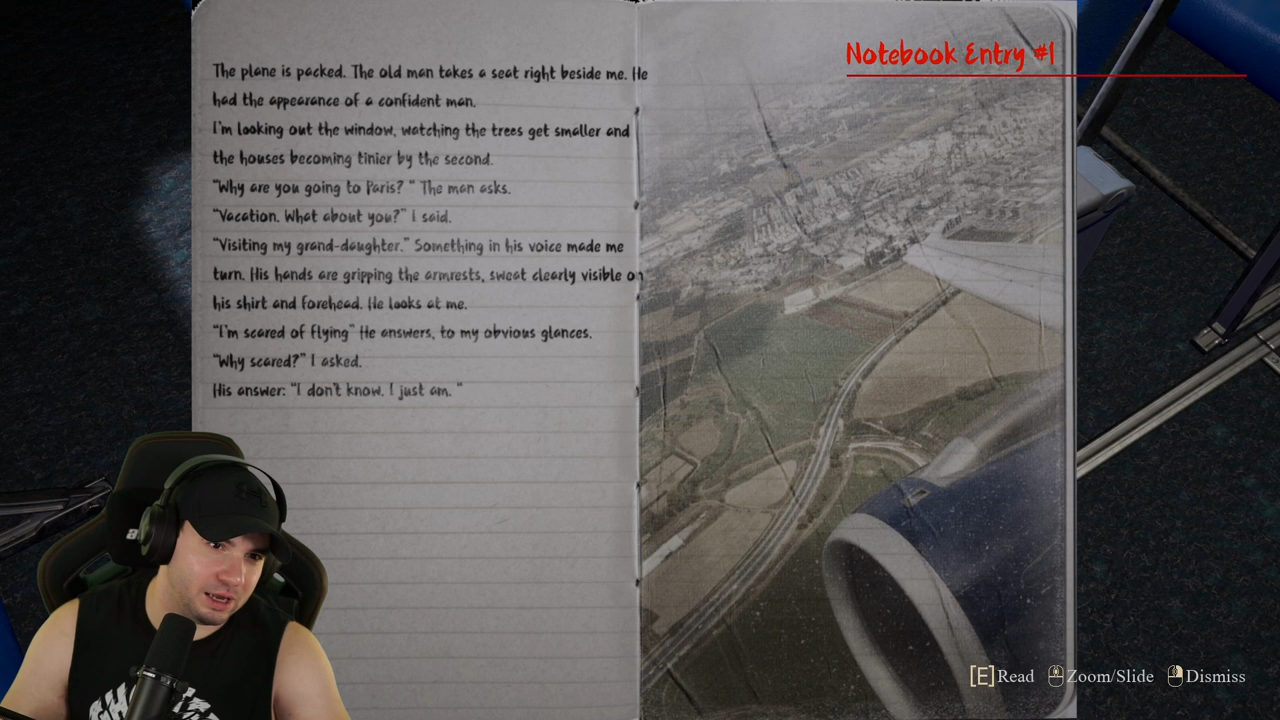 Notebook Entry #1
The plane is packed. The old man takes a seat right beside me. He
had the appearance of a confident man.
I'm looking out the window, watching the trees get smaller and
the houses becoming tinier by the second.
"Why are you going to Paris? " The man asks.
"Vacation. What about you?" I said.
"Visiting my grand-daughter." Something in his voice made me
turn. His hands are gripping the armrests, sweat clearly visible on
his shirt and forehead. He looks at me.
"I'm scared of flying" He answers, to my obvious glances.
"Why scared?" I asked.
His answer: "I don't know. I just am. "
[E]Read Zoom/Slide Dismiss